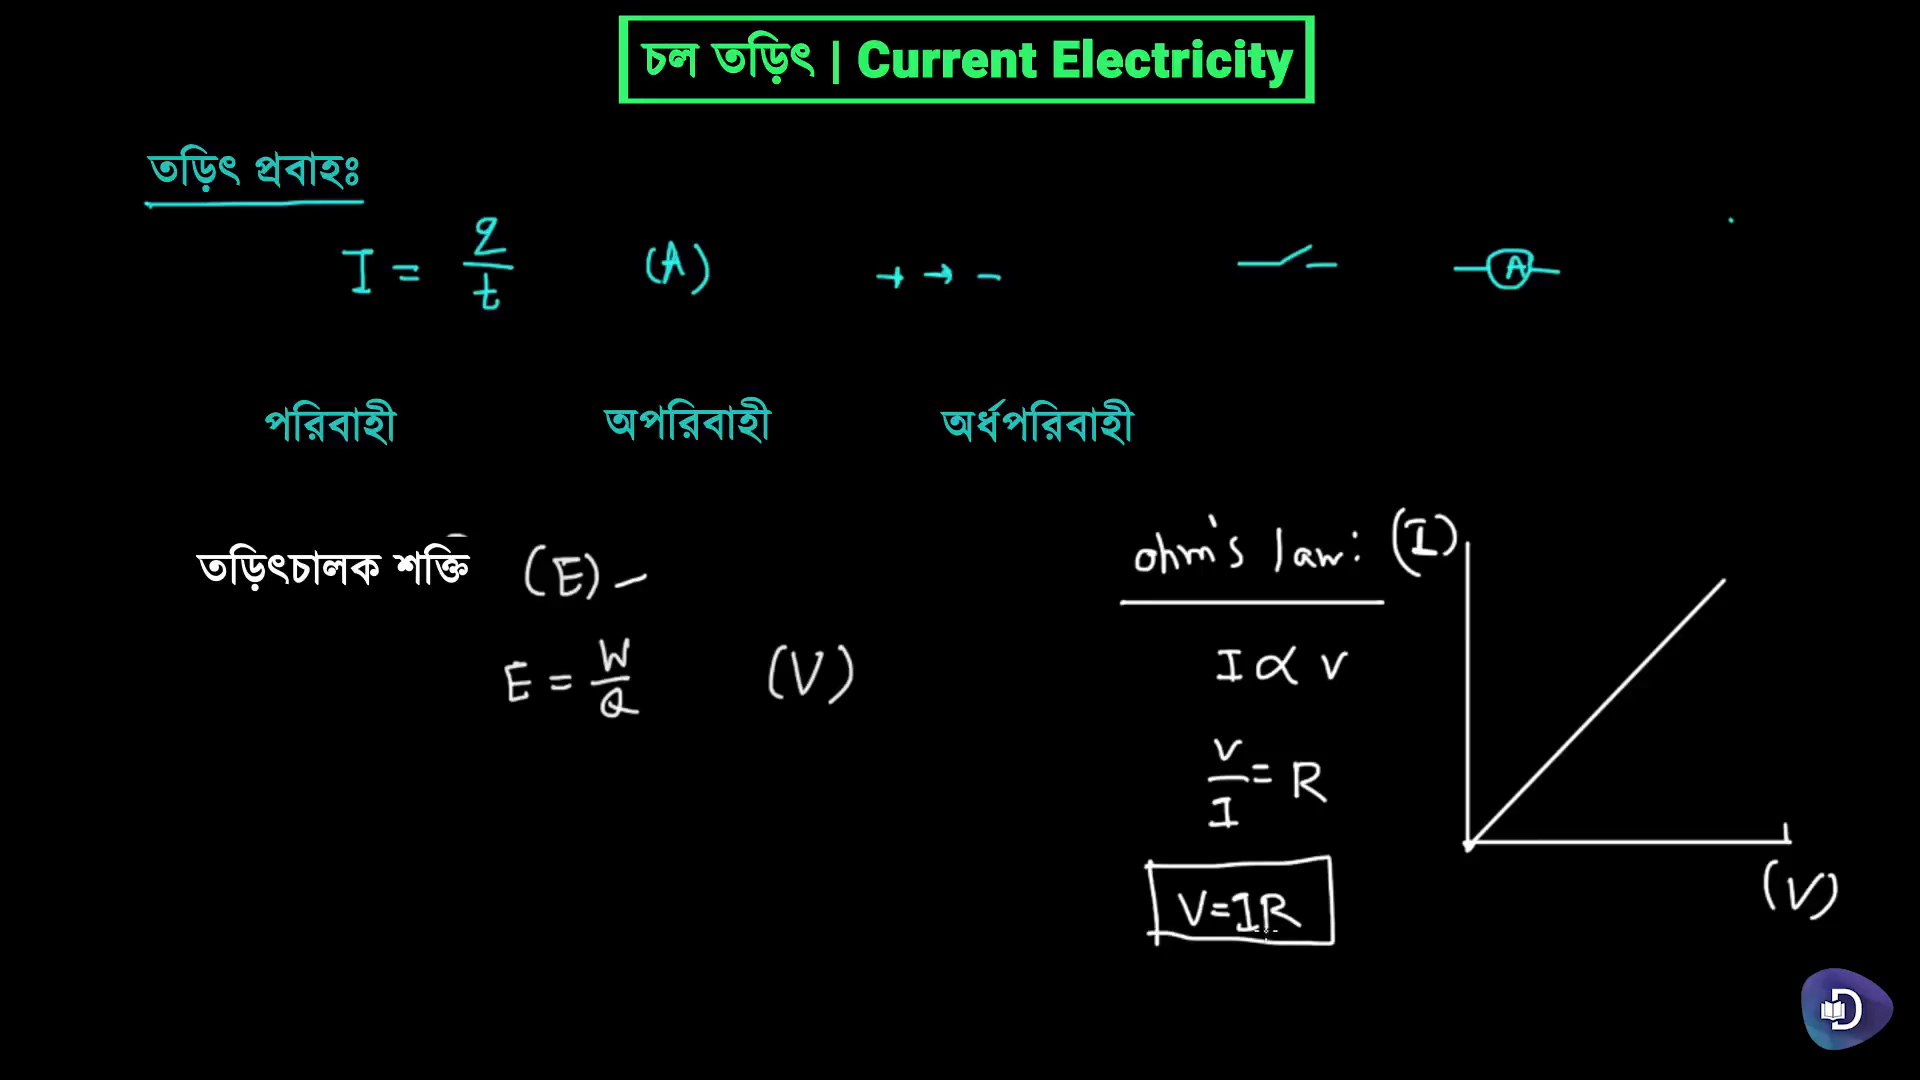 চল তড়িৎ | Current Electricity
তড়িৎ প্রবাহঃ
I = q/t (A) + → - A
পরিবাহী অপরিবাহী অর্ধপরিবাহী
তড়িৎচালক শক্তি (E) -
E = W/Q (V)
ohm's law: (I)
I ∝ V
V/I = R
V=IR
(V)
D